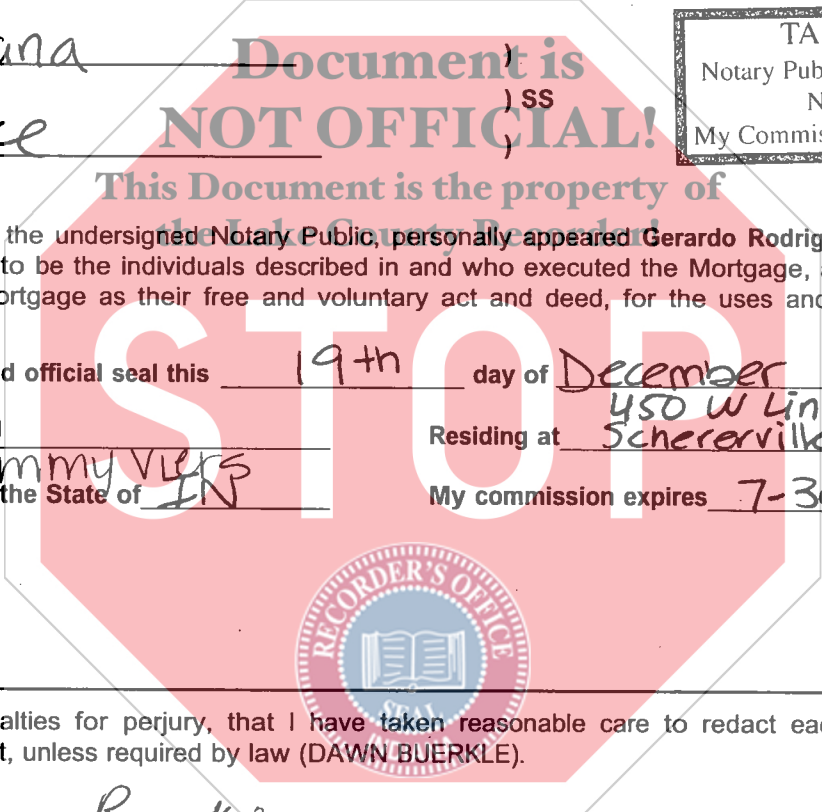 ana
)
TA
Document is
) SS
Notary Pub
N
NOT OFFICIAL!
ce
)
My Commis
This Document is the property of
the Lake County Recorder!
the undersigned Notary Public, personally appeared Gerardo Rodrig
to be the individuals described in and who executed the Mortgage,
ortgage as their free and voluntary act and deed, for the uses and
STOP
d official seal this 19th day of December
450 W Lin
Residing at Schererville
mmy Viers
the State of IN My commission expires 7-3
RECORDER'S OFFICE
SEAL
INDIANA
alties for perjury, that I have taken reasonable care to redact ea
t, unless required by law (DAWN BUERKLE).